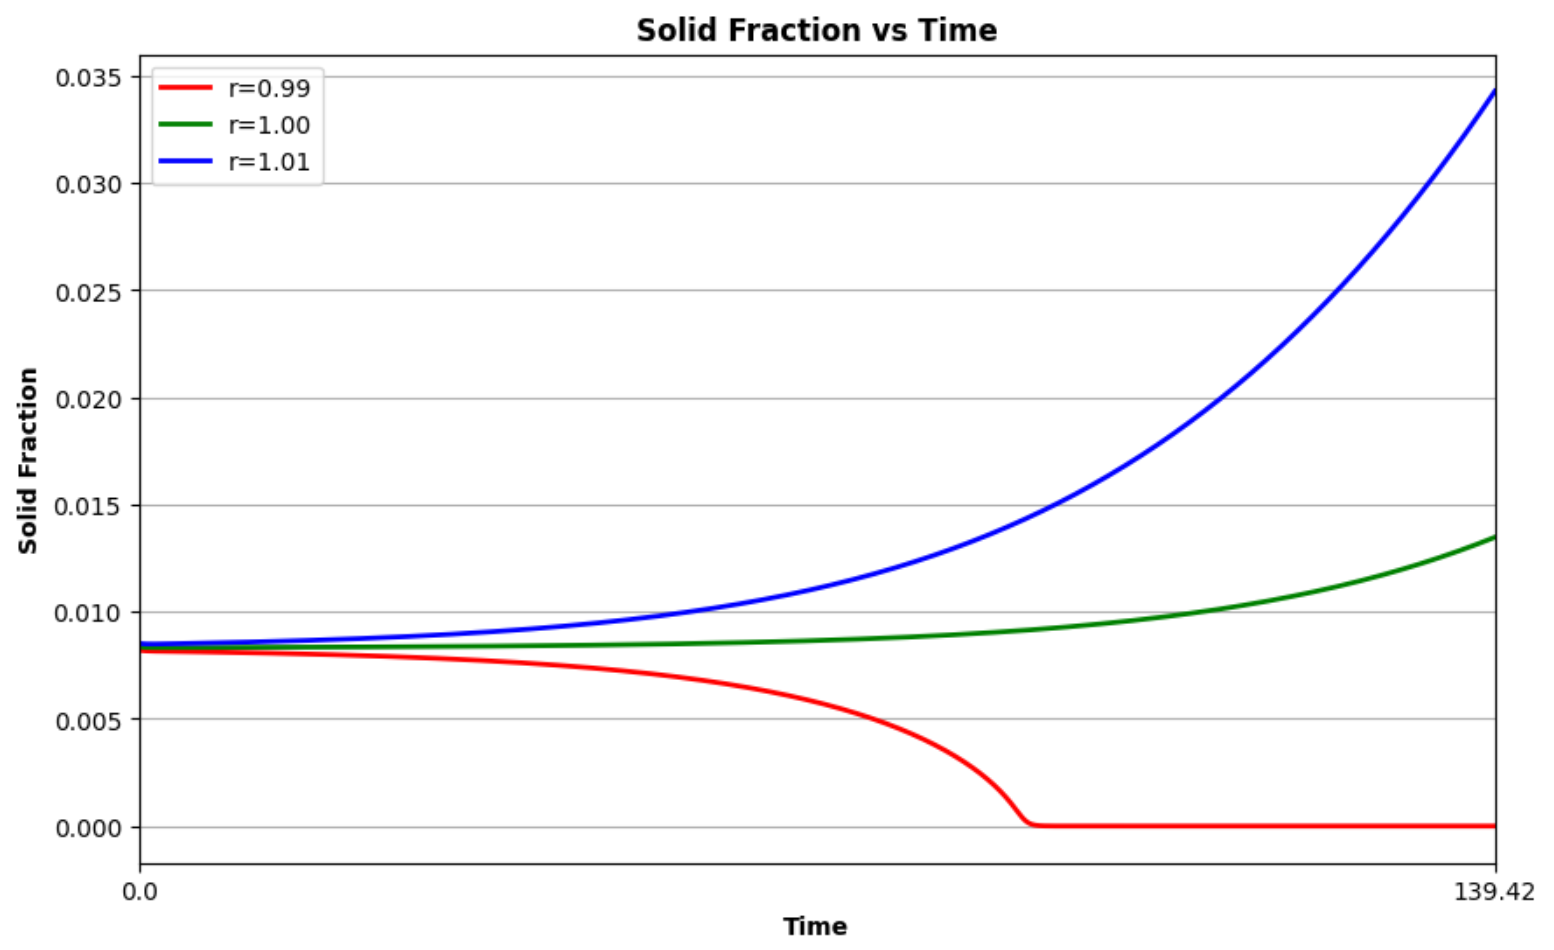 Solid Fraction vs Time
r=0.99
r=1.00
r=1.01
0.035
0.030
0.025
0.020
0.015
0.010
0.005
0.000
Solid Fraction
0.0
139.42
Time